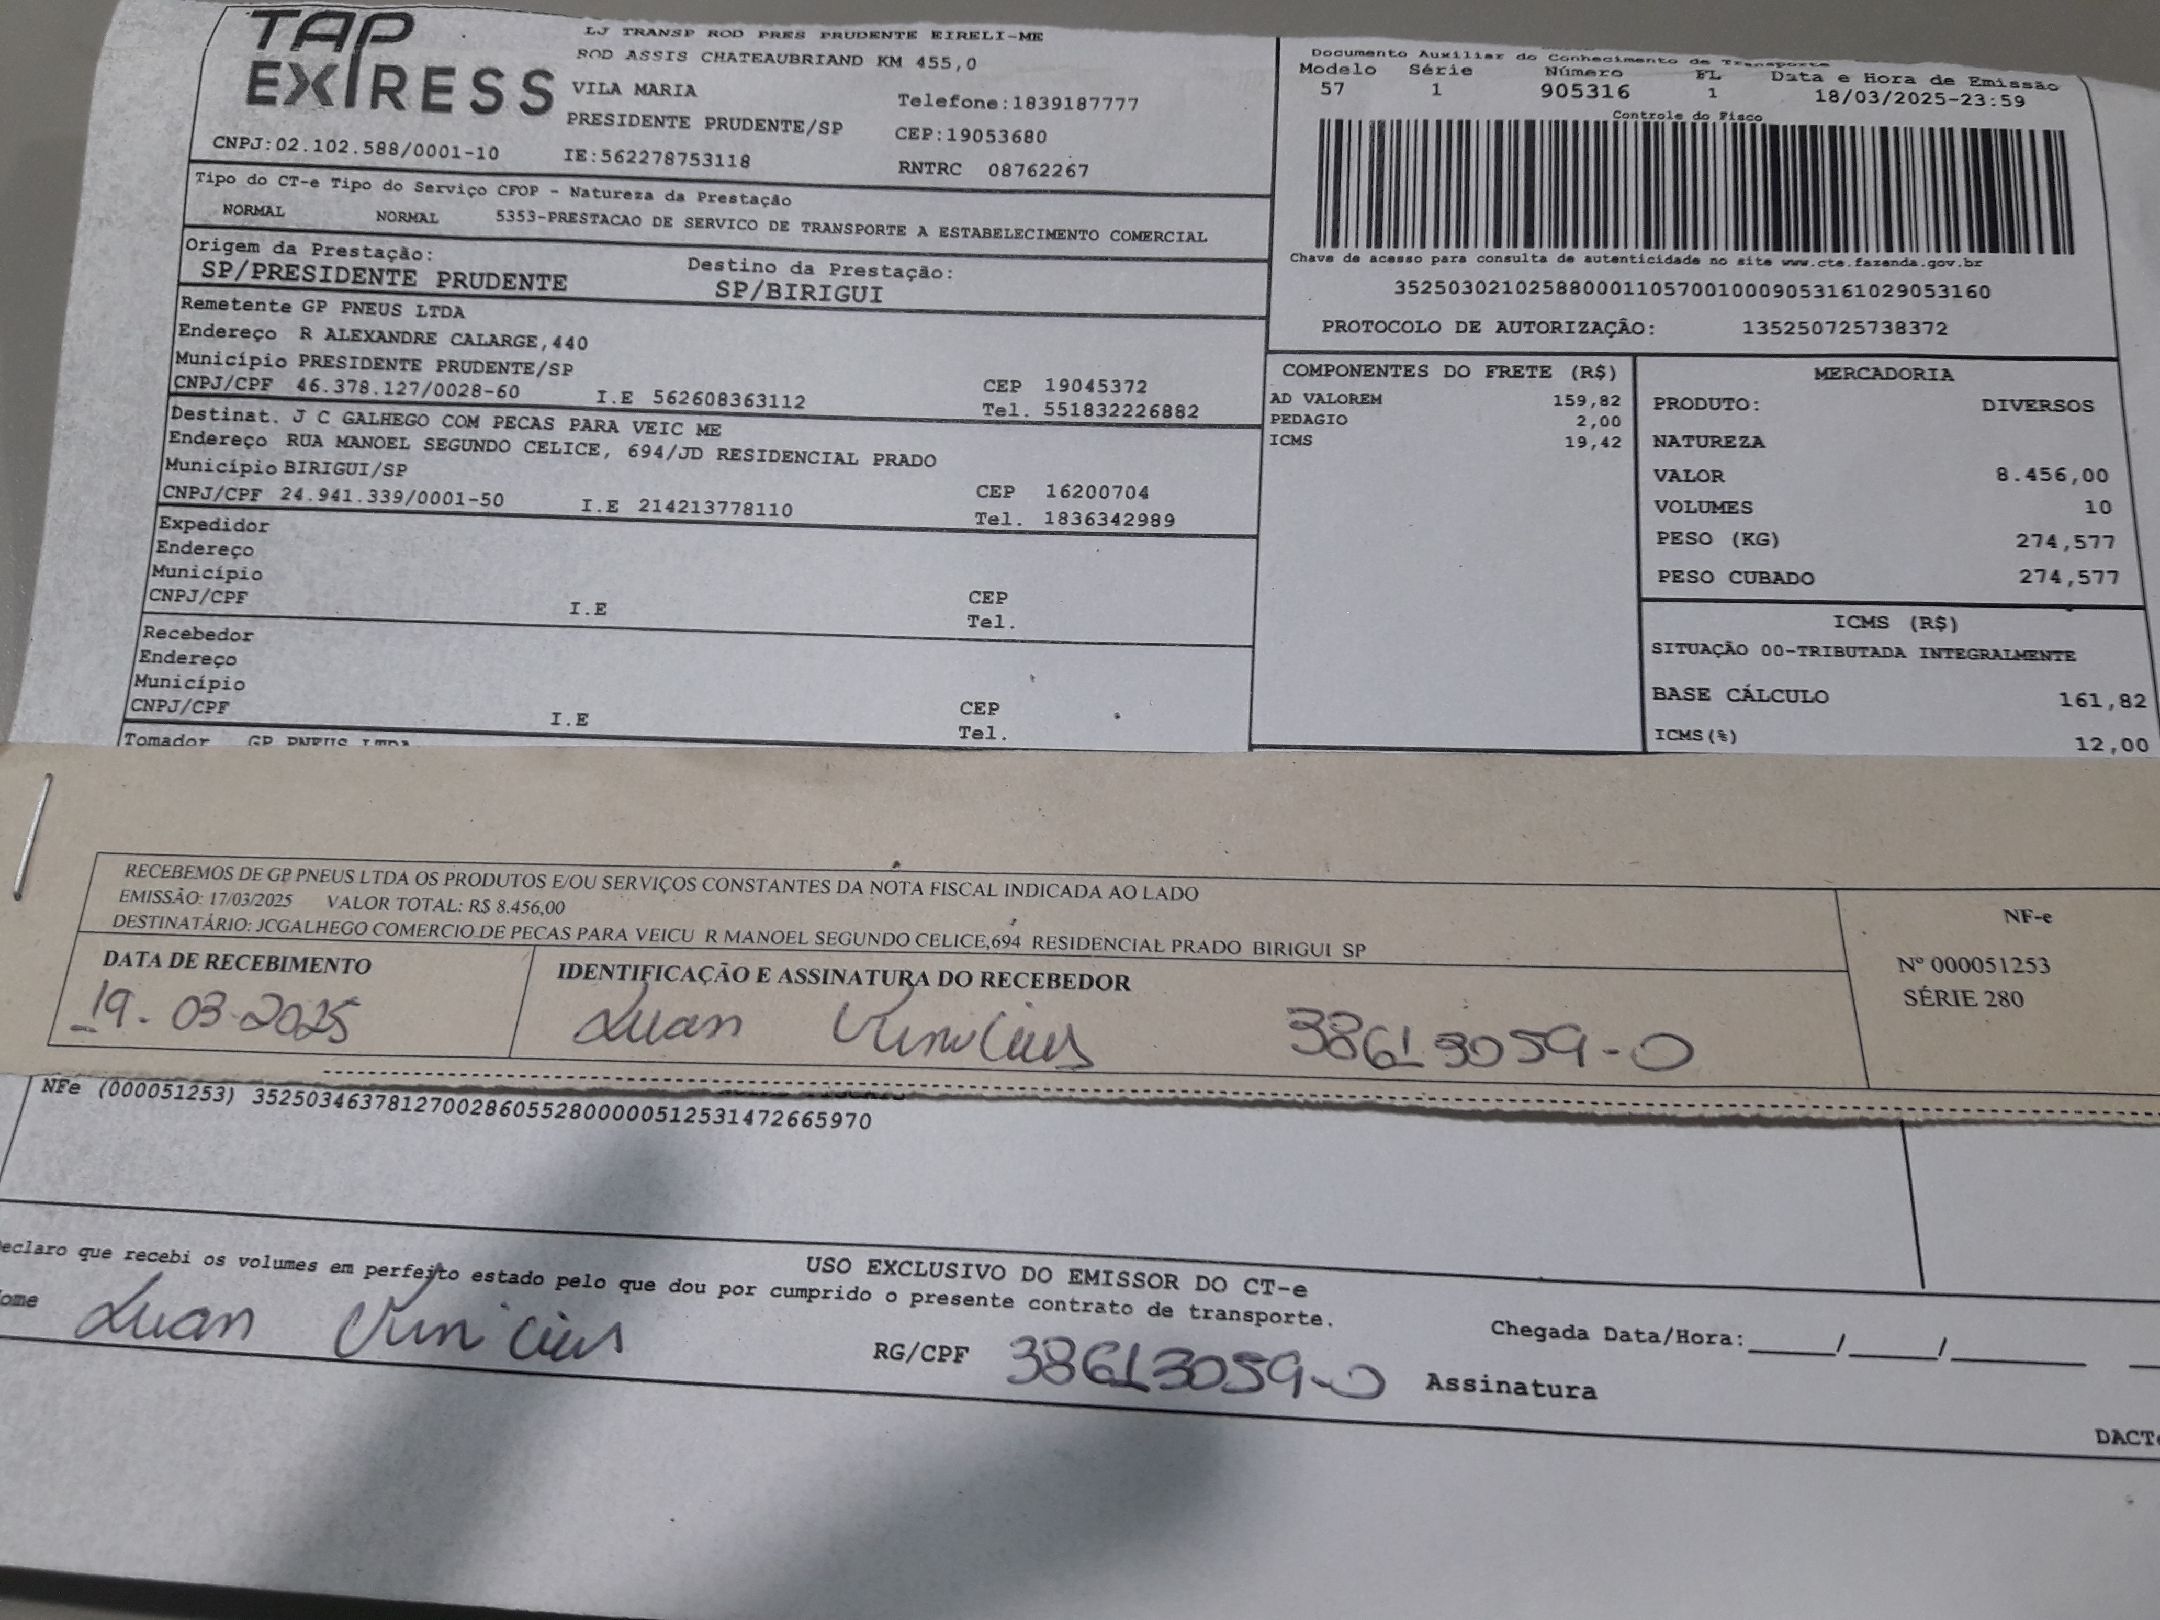 TAP
EXPRESS
LJ TRANSP ROD PRES PRUDENTE EIRELI-ME
ROD ASSIS CHATEAUBRIAND KM 455,0
VILA MARIA
Telefone:1839187777
PRESIDENTE PRUDENTE/SP
CEP:19053680
CNPJ:02.102.588/0001-10
IE:562278753118
RNTRC 08762267
Documento Auxiliar do Conhecimento de Transporte
Modelo Série Número FL Data e Hora de Emissão
57 1 905316 1 18/03/2025-23:59
Controle do Fisco
Chave de acesso para consulta de autenticidade no site www.cte.fazenda.gov.br
35250302102588000110570010009053161029053160
PROTOCOLO DE AUTORIZAÇÃO: 135250725738372
Tipo do CT-e Tipo do Serviço CFOP - Natureza da Prestação
NORMAL NORMAL 5353-PRESTACAO DE SERVICO DE TRANSPORTE A ESTABELECIMENTO COMERCIAL
Origem da Prestação:
SP/PRESIDENTE PRUDENTE
Destino da Prestação:
SP/BIRIGUI
Remetente GP PNEUS LTDA
Endereço R ALEXANDRE CALARGE,440
Município PRESIDENTE PRUDENTE/SP
CEP 19045372
CNPJ/CPF 46.378.127/0028-60 I.E 562608363112 Tel. 551832226882
Destinat. J C GALHEGO COM PECAS PARA VEIC ME
Endereço RUA MANOEL SEGUNDO CELICE, 694/JD RESIDENCIAL PRADO
Município BIRIGUI/SP
CEP 16200704
CNPJ/CPF 24.941.339/0001-50 I.E 214213778110 Tel. 1836342989
Expedidor
Endereço
Município
CEP
CNPJ/CPF I.E Tel.
Recebedor
Endereço
Município
CEP
CNPJ/CPF I.E Tel.
Tomador GP PNEUS LTDA
COMPONENTES DO FRETE (R$)
AD VALOREM 159,82
PEDAGIO 2,00
ICMS 19,42
MERCADORIA
PRODUTO: DIVERSOS
NATUREZA
VALOR 8.456,00
VOLUMES 10
PESO (KG) 274,577
PESO CUBADO 274,577
ICMS (R$)
SITUAÇÃO 00-TRIBUTADA INTEGRALMENTE
BASE CÁLCULO 161,82
ICMS(%) 12,00
RECEBEMOS DE GP PNEUS LTDA OS PRODUTOS E/OU SERVIÇOS CONSTANTES DA NOTA FISCAL INDICADA AO LADO
EMISSÃO: 17/03/2025 VALOR TOTAL: R$ 8.456,00
DESTINATÁRIO: JCGALHEGO COMERCIO DE PECAS PARA VEICU R MANOEL SEGUNDO CELICE,694 RESIDENCIAL PRADO BIRIGUI SP
DATA DE RECEBIMENTO
19-03-2025
IDENTIFICAÇÃO E ASSINATURA DO RECEBEDOR
Luan Vinicius 38613059-0
NF-e
Nº 000051253
SÉRIE 280
NFe (000051253) 35250346378127002860552800000512531472665970
USO EXCLUSIVO DO EMISSOR DO CT-e
eclaro que recebi os volumes em perfeito estado pelo que dou por cumprido o presente contrato de transporte.
ome Luan Vinicius RG/CPF 38613059-0
Chegada Data/Hora:____/____/______
Assinatura
DACTe